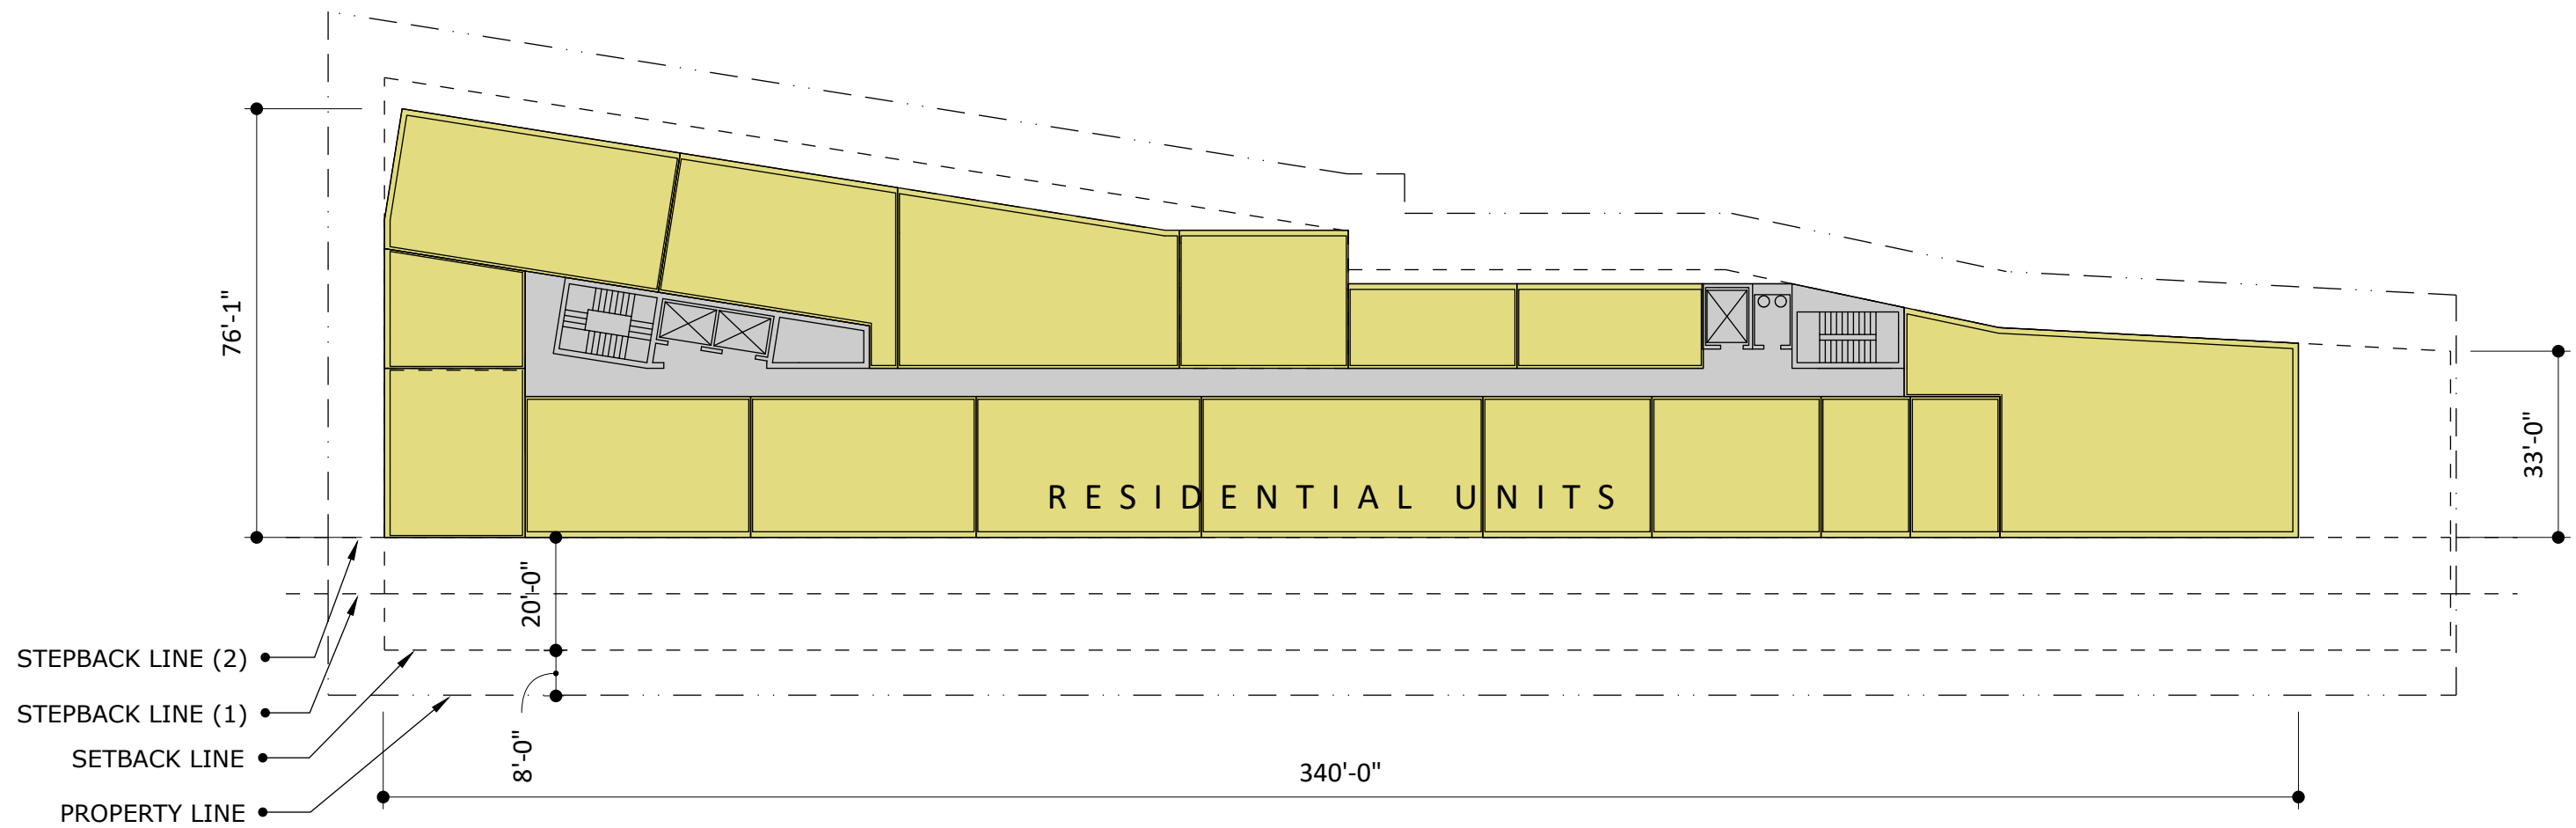 76'-1"
RESIDENTIAL UNITS
33'-0"
20'-0"
STEPBACK LINE (2)
STEPBACK LINE (1)
SETBACK LINE
8'-0"
340'-0"
PROPERTY LINE